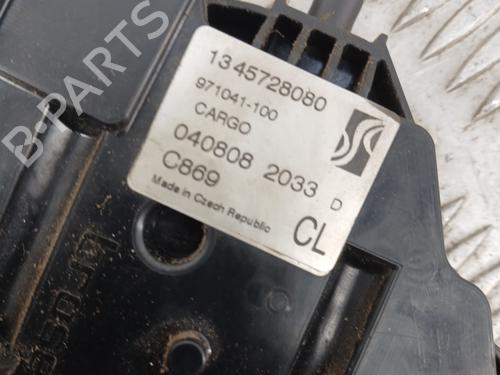 B-PARTS
1345728080
971041-100
CARGO
040808 2033 D
C869
Made in Czech Republic
CL